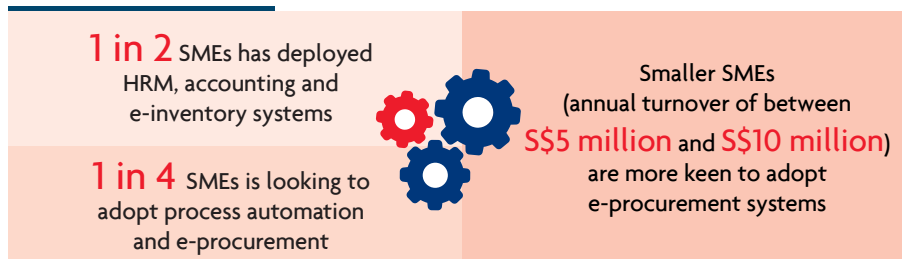 1 in 2 SMEs has deployed
HRM, accounting and
e-inventory systems
1 in 4 SMEs is looking to
adopt process automation
and e-procurement
Smaller SMEs
(annual turnover of between
S$5 million and S$10 million)
are more keen to adopt
e-procurement systems